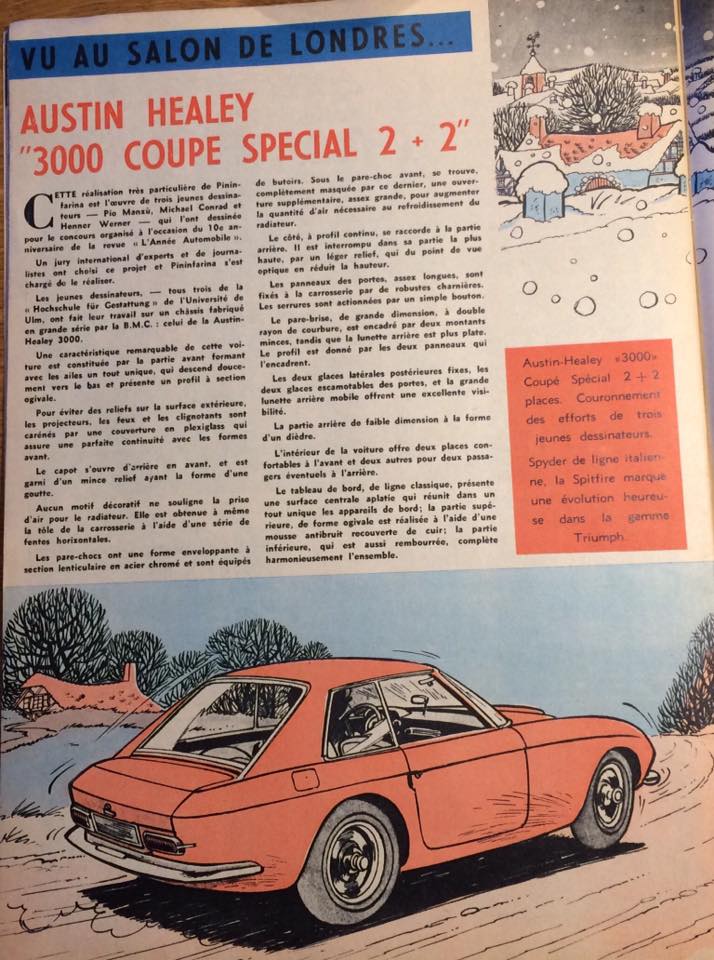 VU AU SALON DE LONDRES...
AUSTIN HEALEY
"3000 COUPE SPECIAL 2 + 2"
CETTE réalisation très particulière de Pinin-
farina est l'œuvre de trois jeunes dessina-
teurs — Pio Manzù, Michael Conrad et
Henner Werner — qui l'ont dessinée
pour le concours organisé à l'occasion du 10e an-
niversaire de la revue « L'Année Automobile ».
Un jury international d'experts et de journa-
listes ont choisi ce projet et Pininfarina s'est
chargé de le réaliser.
Les jeunes dessinateurs, — tous trois de la
« Hochschule für Gestattung » de l'Université de
Ulm, ont fait leur travail sur un châssis fabriqué
en grande série par la B.M.C. : celui de la Austin-
Healey 3000.
Une caractéristique remarquable de cette voi-
ture est constituée par la partie avant formant
avec les ailes un tout unique, qui descend douce-
ment vers le bas et présente un profil à section
ogivale.
Pour éviter des reliefs sur la surface extérieure,
les projecteurs, les feux et les clignotants sont
carénés par une couverture en plexiglass qui
assure une parfaite continuité avec les formes
avant.
Le capot s'ouvre d'arrière en avant, et est
garni d'un mince relief ayant la forme d'une
goutte.
Aucun motif décoratif ne souligne la prise
d'air pour le radiateur. Elle est obtenue à même
la tôle de la carrosserie à l'aide d'une série de
fentes horizontales.
Les pare-chocs ont une forme enveloppante à
section lenticulaire en acier chromé et sont équipés
de butoirs. Sous le pare-choc avant, se trouve,
complètement masquée par ce dernier, une ouver-
ture supplémentaire, assez grande, pour augmenter
la quantité d'air nécessaire au refroidissement du
radiateur.
Le côté, à profil continu, se raccorde à la partie
arrière. Il est interrompu dans sa partie la plus
haute, par un léger relief, qui du point de vue
optique en réduit la hauteur.
Les panneaux des portes, assez longues, sont
fixés à la carrosserie par de robustes charnières.
Les serrures sont actionnées par un simple bouton.
Le pare-brise, de grande dimension, à double
rayon de courbure, est encadré par deux montants
minces, tandis que la lunette arrière est plus plate.
Le profil est donné par les deux panneaux qui
l'encadrent.
Les deux glaces latérales postérieures fixes, les
deux glaces escamotables des portes, et la grande
lunette arrière mobile offrent une excellente visi-
bilité.
La partie arrière de faible dimension à la forme
d'un dièdre.
L'intérieur de la voiture offre deux places con-
fortables à l'avant et deux autres pour deux passa-
gers éventuels à l'arrière.
Le tableau de bord, de ligne classique, présente
une surface centrale aplatie qui réunit dans un
tout unique les appareils de bord; la partie supé-
rieure, de forme ogivale est réalisée à l'aide d'une
mousse antibruit recouverte de cuir; la partie
inférieure, qui est aussi rembourrée, complète
harmonieusement l'ensemble.
Austin-Healey «3000»
Coupé Spécial 2 + 2
places. Couronnement
des efforts de trois
jeunes dessinateurs.
Spyder de ligne italien-
ne, la Spitfire marque
une évolution heureu-
se dans la gamme
Triumph.